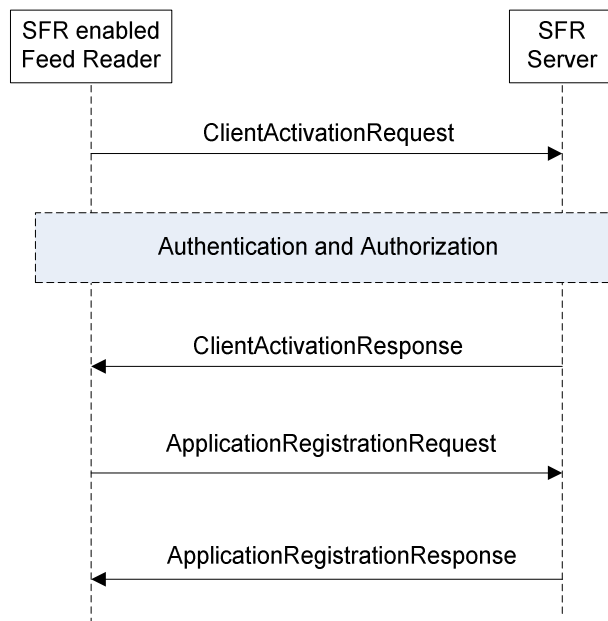 SFR enabled
Feed Reader
SFR
Server
ClientActivationRequest
Authentication and Authorization
ClientActivationResponse
ApplicationRegistrationRequest
ApplicationRegistrationResponse